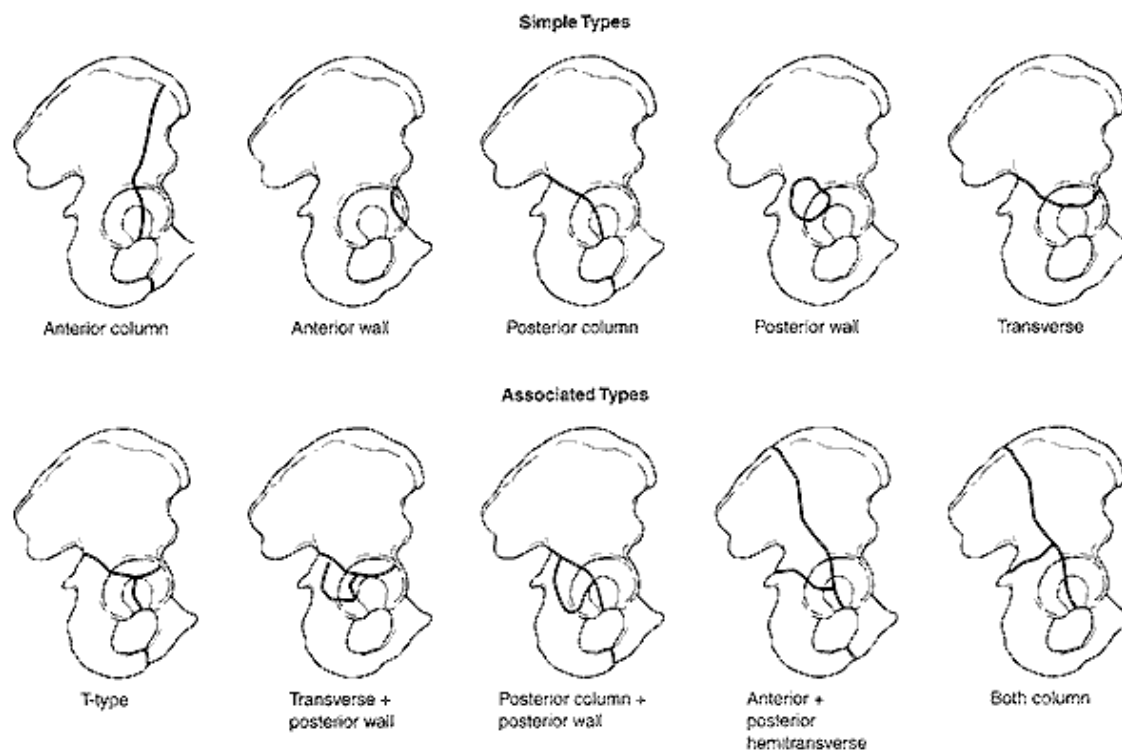 Simple Types
Anterior column
Anterior wall
Posterior column
Posterior wall
Transverse
Associated Types
T-type
Transverse +
posterior wall
Posterior column +
posterior wall
Anterior +
posterior
hemitransverse
Both column